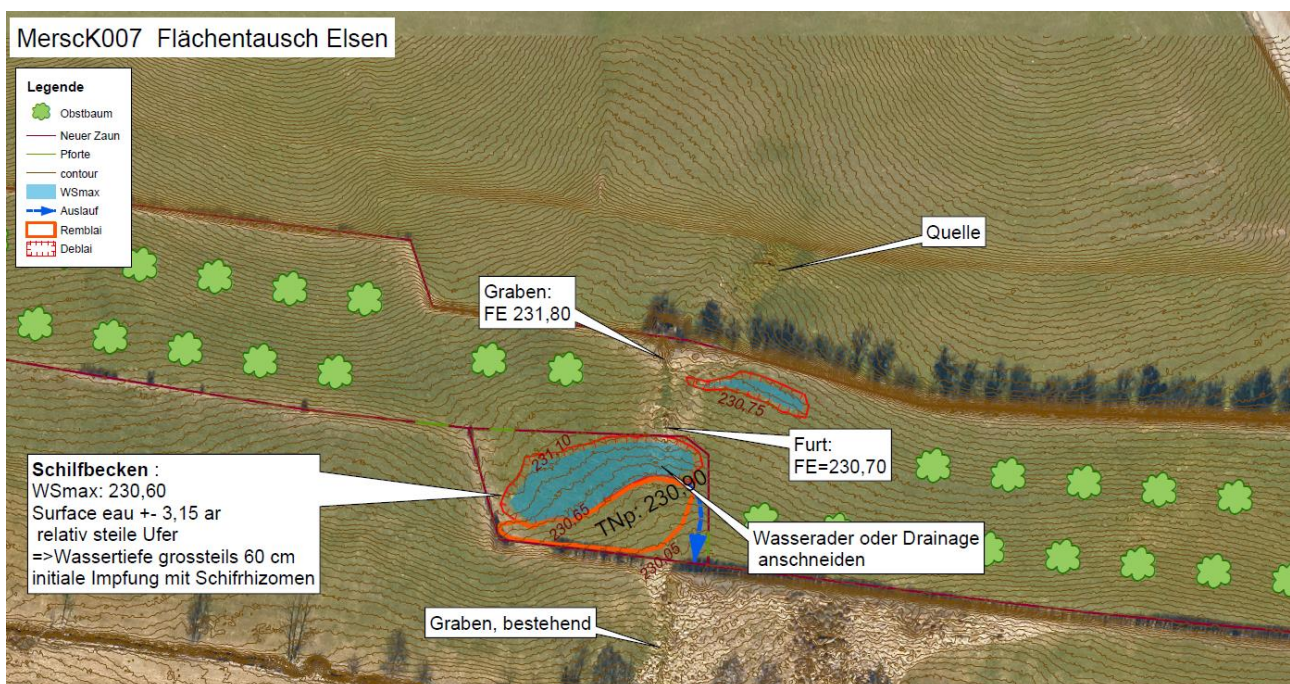 MerscK007 Flächentausch Elsen
Legende
Obstbaum
Neuer Zaun
Pforte
contour
WSmax
Auslauf
Remblai
Deblai
Quelle
Graben:
FE 231,80
230,75
Furt:
FE=230,70
231,10
Schilfbecken :
WSmax: 230,60
Surface eau +- 3,15 ar
relativ steile Ufer
=>Wassertiefe grossteils 60 cm
initiale Impfung mit Schifrhizomen
230,65
TNp: 230,90
230,05
Wasserader oder Drainage
anschneiden
Graben, bestehend